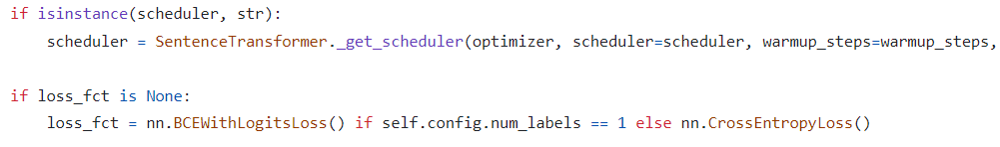 if isinstance(scheduler, str):
scheduler = SentenceTransformer._get_scheduler(optimizer, scheduler=scheduler, warmup_steps=warmup_steps,
if loss_fct is None:
loss_fct = nn.BCEWithLogitsLoss() if self.config.num_labels == 1 else nn.CrossEntropyLoss()